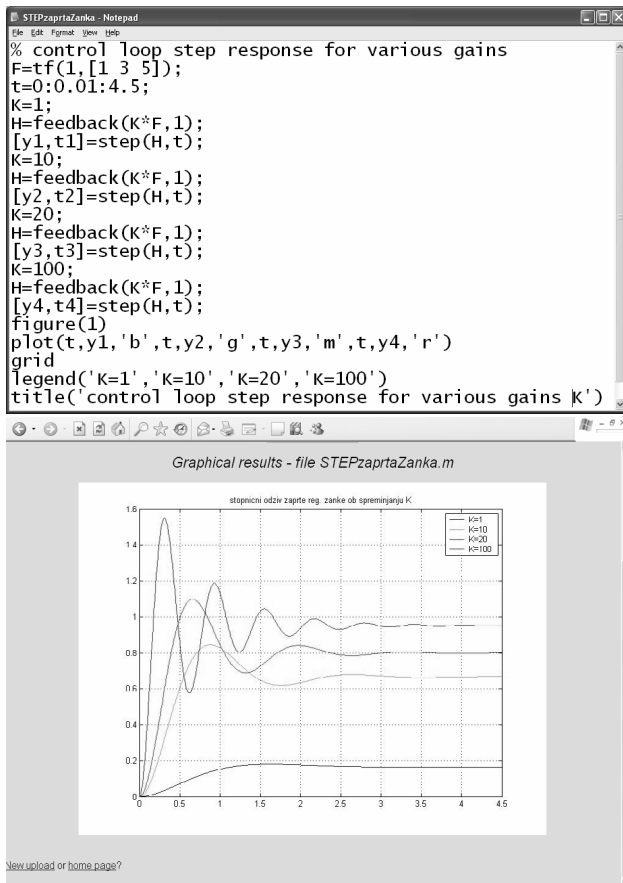 STEPzaprtaZanka - Notepad
File Edit Format View Help
% control loop step response for various gains
F=tf(1,[1 3 5]);
t=0:0.01:4.5;
K=1;
H=feedback(K*F,1);
[y1,t1]=step(H,t);
K=10;
H=feedback(K*F,1);
[y2,t2]=step(H,t);
K=20;
H=feedback(K*F,1);
[y3,t3]=step(H,t);
K=100;
H=feedback(K*F,1);
[y4,t4]=step(H,t);
figure(1)
plot(t,y1,'b',t,y2,'g',t,y3,'m',t,y4,'r')
grid
legend('K=1','K=10','K=20','K=100')
title('control loop step response for various gains K')
Graphical results - file STEPzaprtaZanka.m
stopnicni odziv zaprte reg. zanke ob spreminjanju K
1.6
1.4
1.2
1
0.8
0.6
0.4
0.2
0
K=1
K=10
K=20
K=100
0 0.5 1 1.5 2 2.5 3 3.5 4 4.5
New upload or home page?